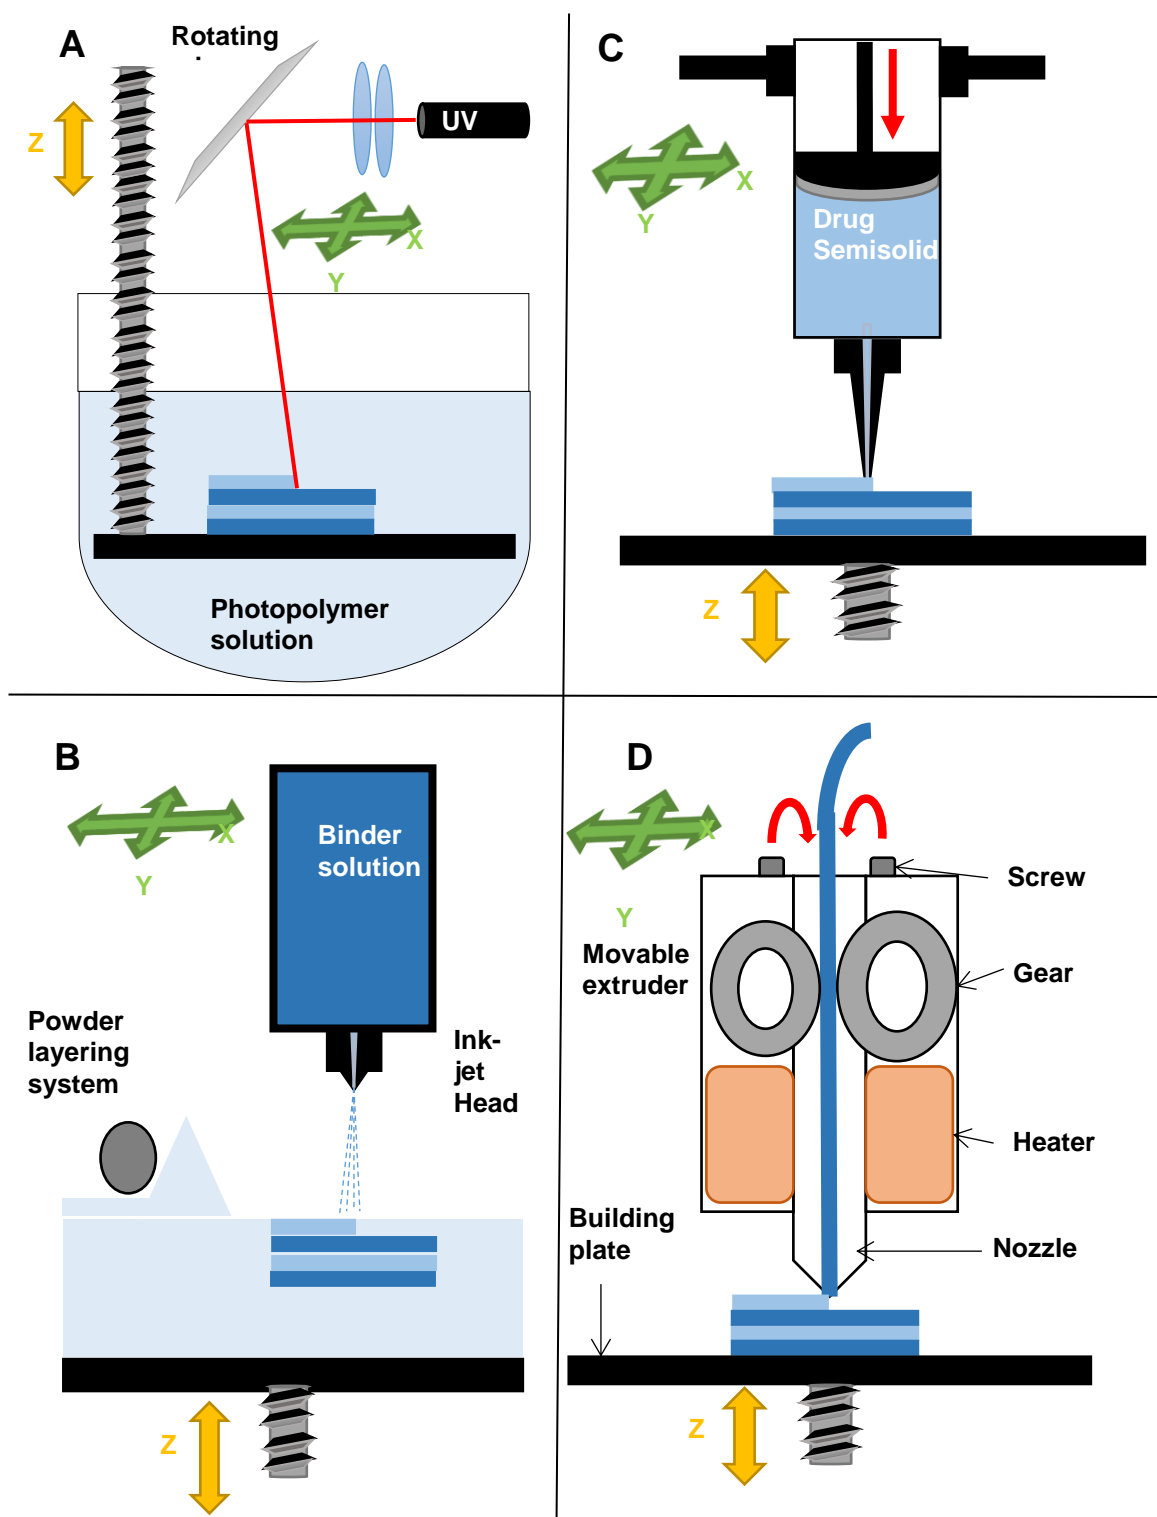 A
Rotating
UV
Z
X
Y
Photopolymer
solution
C
X
Y
Drug
Semisolid
Z
B
X
Y
Binder
solution
Powder
layering
system
Ink-
jet
Head
Z
D
X
Y
Movable
extruder
Screw
Gear
Heater
Nozzle
Building
plate
Z